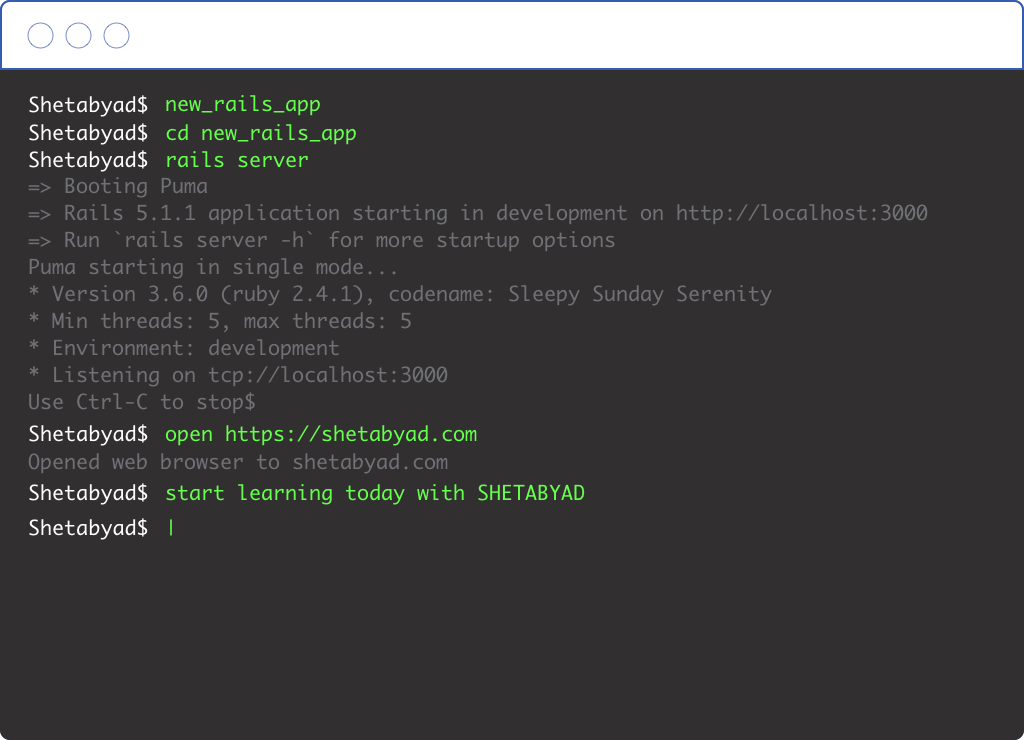 Shetabyad$ new_rails_app
Shetabyad$ cd new_rails_app
Shetabyad$ rails server
=> Booting Puma
=> Rails 5.1.1 application starting in development on http://localhost:3000
=> Run `rails server -h` for more startup options
Puma starting in single mode...
* Version 3.6.0 (ruby 2.4.1), codename: Sleepy Sunday Serenity
* Min threads: 5, max threads: 5
* Environment: development
* Listening on tcp://localhost:3000
Use Ctrl-C to stop$
Shetabyad$ open https://shetabyad.com
Opened web browser to shetabyad.com
Shetabyad$ start learning today with SHETABYAD
Shetabyad$ |